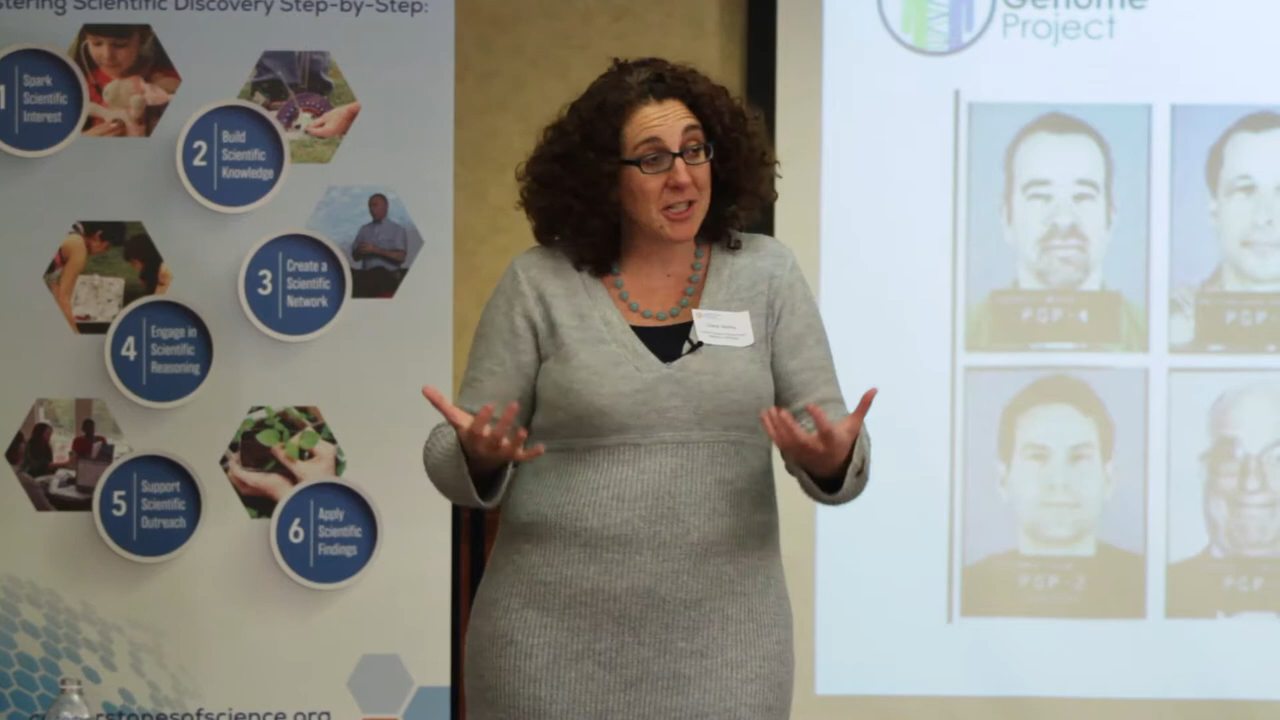 stering Scientific Discovery Step-by-Step:
1
Spark
Scientific
Interest
2
Build
Scientific
Knowledge
3
Create a
Scientific
Network
4
Engage in
Scientific
Reasoning
5
Support
Scientific
Outreach
6
Apply
Scientific
Findings
rstonesofscience.org
Genome
Project
PGP-1
PGP-
PGP-2
PGP-